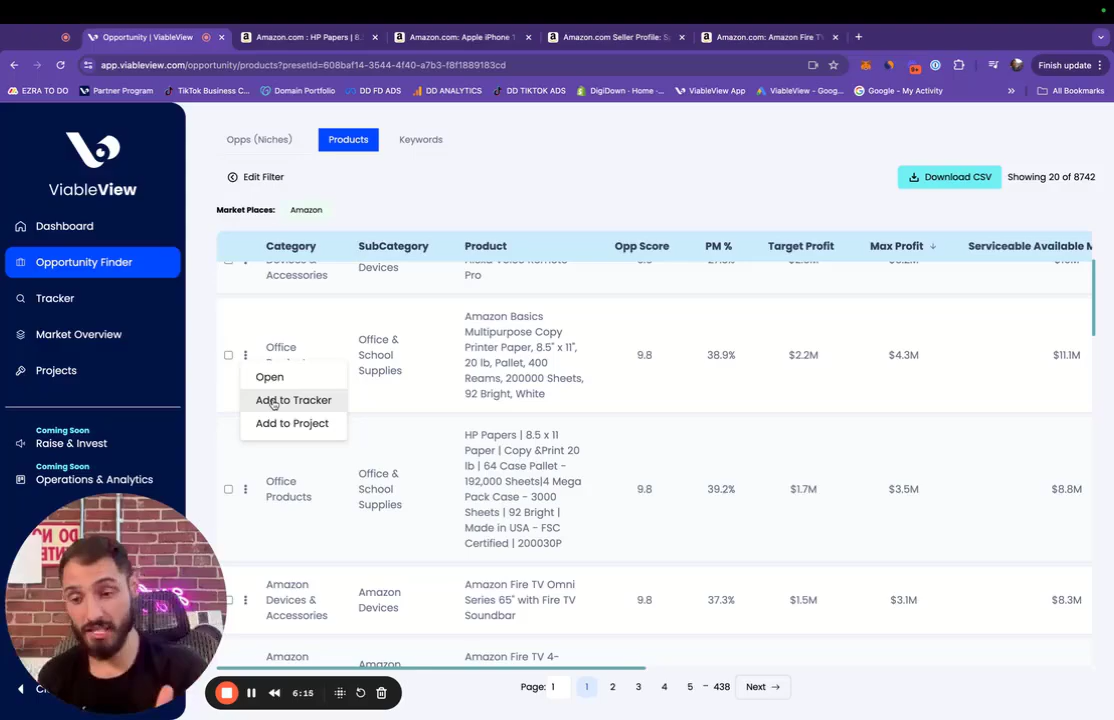 Opportunity | ViableView
Amazon.com : HP Papers | 8.
Amazon.com: Apple iPhone
Amazon.com Seller Profile: S
Amazon.com: Amazon Fire T
app.viableview.com/opportunity/products?presetId=608baf14-3544-4f40-a7b3-f8f1889183cd
Finish update
EZRA TO DO
Partner Program
TikTok Business C...
Domain Portfolio
DD FD ADS
DD ANALYTICS
DD TIKTOK ADS
DigiDown - Home -...
ViableView App
ViableView – Goog...
Google - My Activity
All Bookmarks
ViableView
Dashboard
Opportunity Finder
Tracker
Market Overview
Projects
Coming Soon
Raise & Invest
Coming Soon
Operations & Analytics
Opps (Niches)
Products
Keywords
Edit Filter
Download CSV
Showing 20 of 8742
Market Places:
Amazon
Category
SubCategory
Product
Opp Score
PM %
Target Profit
Max Profit
Serviceable Available M
Devices &
Accessories
Devices
Alexa Voice Remote
Pro
Office
Office &
School
Supplies
Amazon Basics
Multipurpose Copy
Printer Paper, 8.5" x 11",
20 lb, Pallet, 400
Reams, 200000 Sheets,
92 Bright, White
9.8
38.9%
$2.2M
$4.3M
$11.1M
Open
Add to Tracker
Add to Project
Office
Products
Office &
School
Supplies
HP Papers | 8.5 x 11
Paper | Copy &Print 20
lb | 64 Case Pallet -
192,000 Sheets|4 Mega
Pack Case - 3000
Sheets | 92 Bright |
Made in USA - FSC
Certified | 200030P
9.8
39.2%
$1.7M
$3.5M
$8.8M
Amazon
Devices &
Accessories
Amazon
Devices
Amazon Fire TV Omni
Series 65" with Fire TV
Soundbar
9.8
37.3%
$1.5M
$3.1M
$8.3M
Amazon
Amazon
Amazon Fire TV 4-
6:15
Page: 1
1
2
3
4
5
– 438
Next